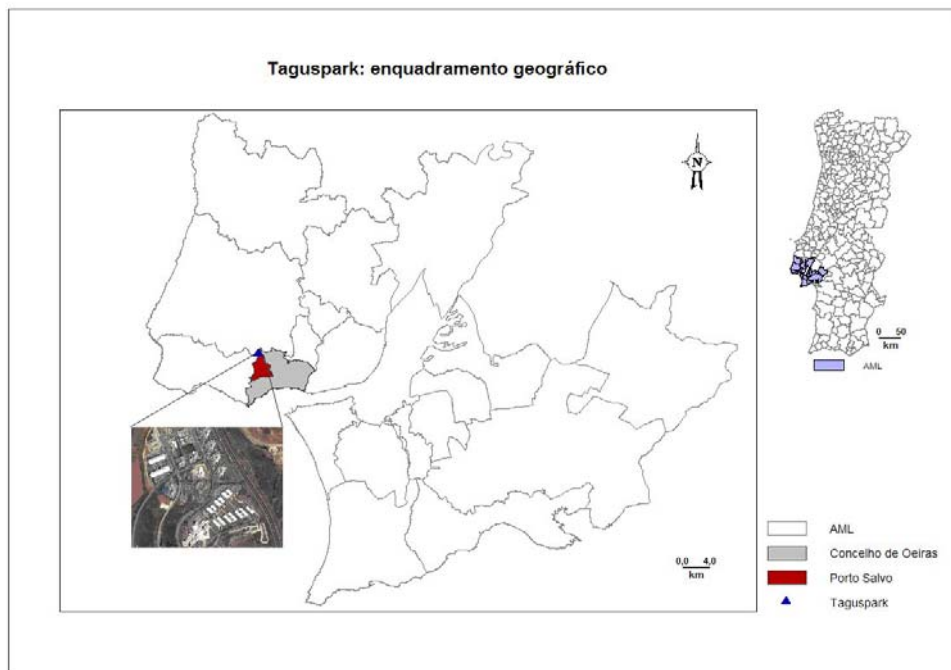 Taguspark: enquadramento geográfico
N
0 50
km
AML
0,0 4,0
km
AML
Concelho de Oeiras
Porto Salvo
Taguspark